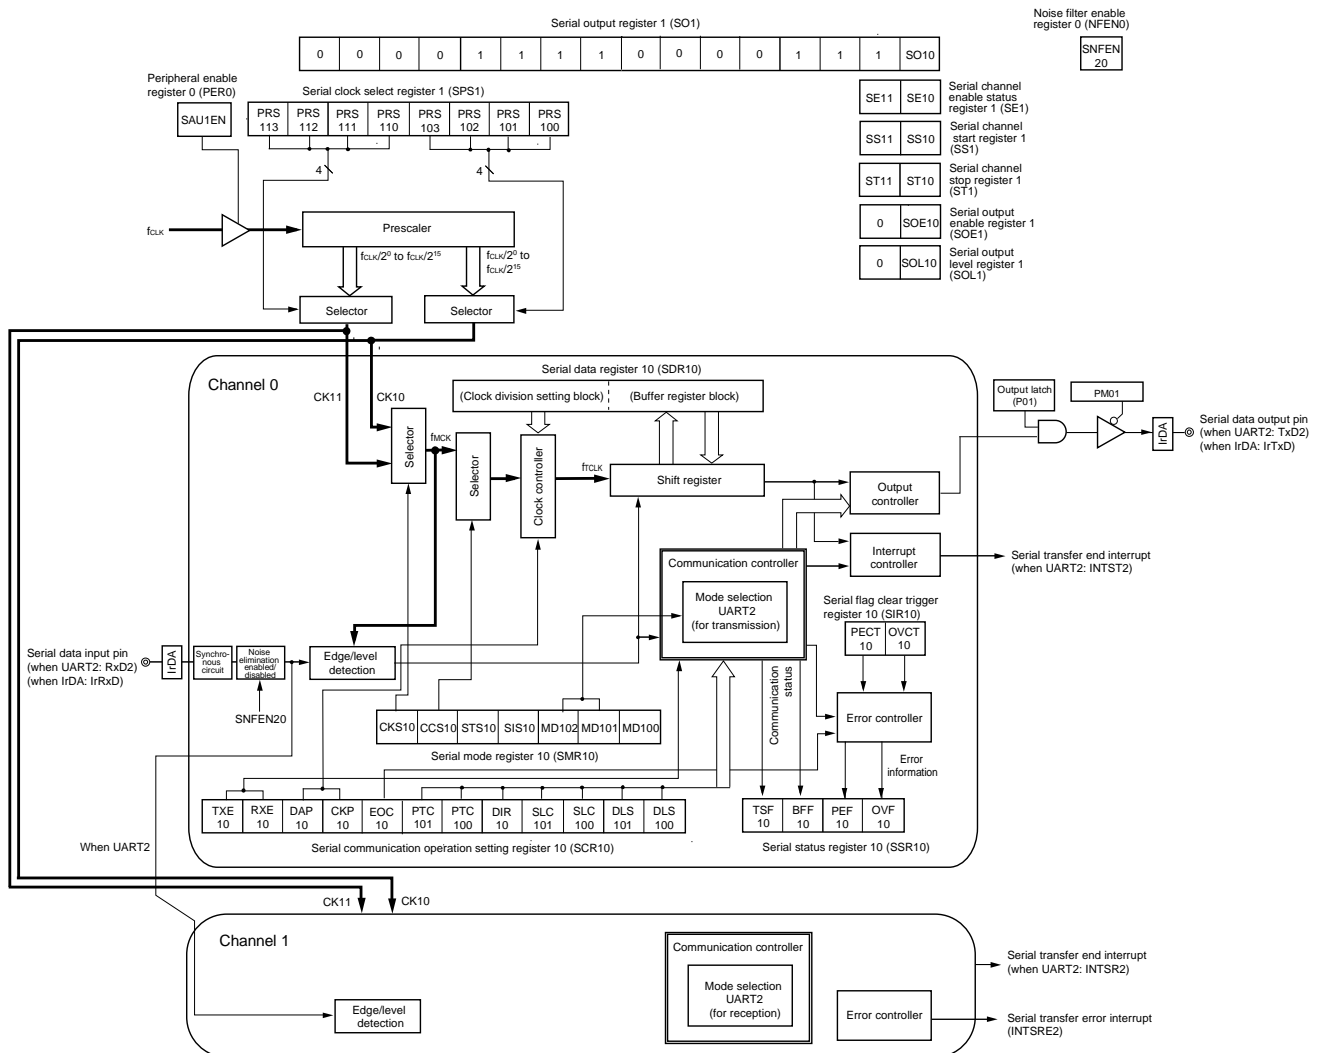 Serial output register 1 (SO1)
0 0 0 0 1 1 1 1 0 0 0 0 1 1 1 SO10
Noise filter enable
register 0 (NFEN0)
SNFEN
20
Peripheral enable
register 0 (PER0)
SAU1EN
Serial clock select register 1 (SPS1)
PRS
113
PRS
112
PRS
111
PRS
110
PRS
103
PRS
102
PRS
101
PRS
100
4
4
SE11 SE10
Serial channel
enable status
register 1 (SE1)
SS11 SS10
Serial channel
start register 1
(SS1)
ST11 ST10
Serial channel
stop register 1
(ST1)
0 SOE10
Serial output
enable register 1
(SOE1)
0 SOL10
Serial output
level register 1
(SOL1)
fCLK
Prescaler
fCLK/2⁰ to fCLK/2¹⁵
fCLK/2⁰ to
fCLK/2¹⁵
Selector
Selector
Channel 0
CK11
CK10
Serial data register 10 (SDR10)
(Clock division setting block)
(Buffer register block)
Selector
fMCK
Selector
Clock controller
fTCLK
Shift register
Output latch
(P01)
PM01
IrDA
Serial data output pin
(when UART2: TxD2)
(when IrDA: IrTxD)
Output
controller
Interrupt
controller
Serial transfer end interrupt
(when UART2: INTST2)
Communication controller
Mode selection
UART2
(for transmission)
Serial flag clear trigger
register 10 (SIR10)
PECT
10
OVCT
10
Serial data input pin
(when UART2: RxD2)
(when IrDA: IrRxD)
IrDA
Synchro-
nous
circuit
Noise
elimination
enabled/
disabled
SNFEN20
Edge/level
detection
Communication
status
Error controller
Error
information
CKS10 CCS10 STS10 SIS10 MD102 MD101 MD100
Serial mode register 10 (SMR10)
TXE
10
RXE
10
DAP
10
CKP
10
EOC
10
PTC
101
PTC
100
DIR
10
SLC
101
SLC
100
DLS
101
DLS
100
Serial communication operation setting register 10 (SCR10)
TSF
10
BFF
10
PEF
10
OVF
10
Serial status register 10 (SSR10)
When UART2
CK11
CK10
Channel 1
Communication controller
Mode selection
UART2
(for reception)
Edge/level
detection
Error controller
Serial transfer end interrupt
(when UART2: INTSR2)
Serial transfer error interrupt
(INTSRE2)